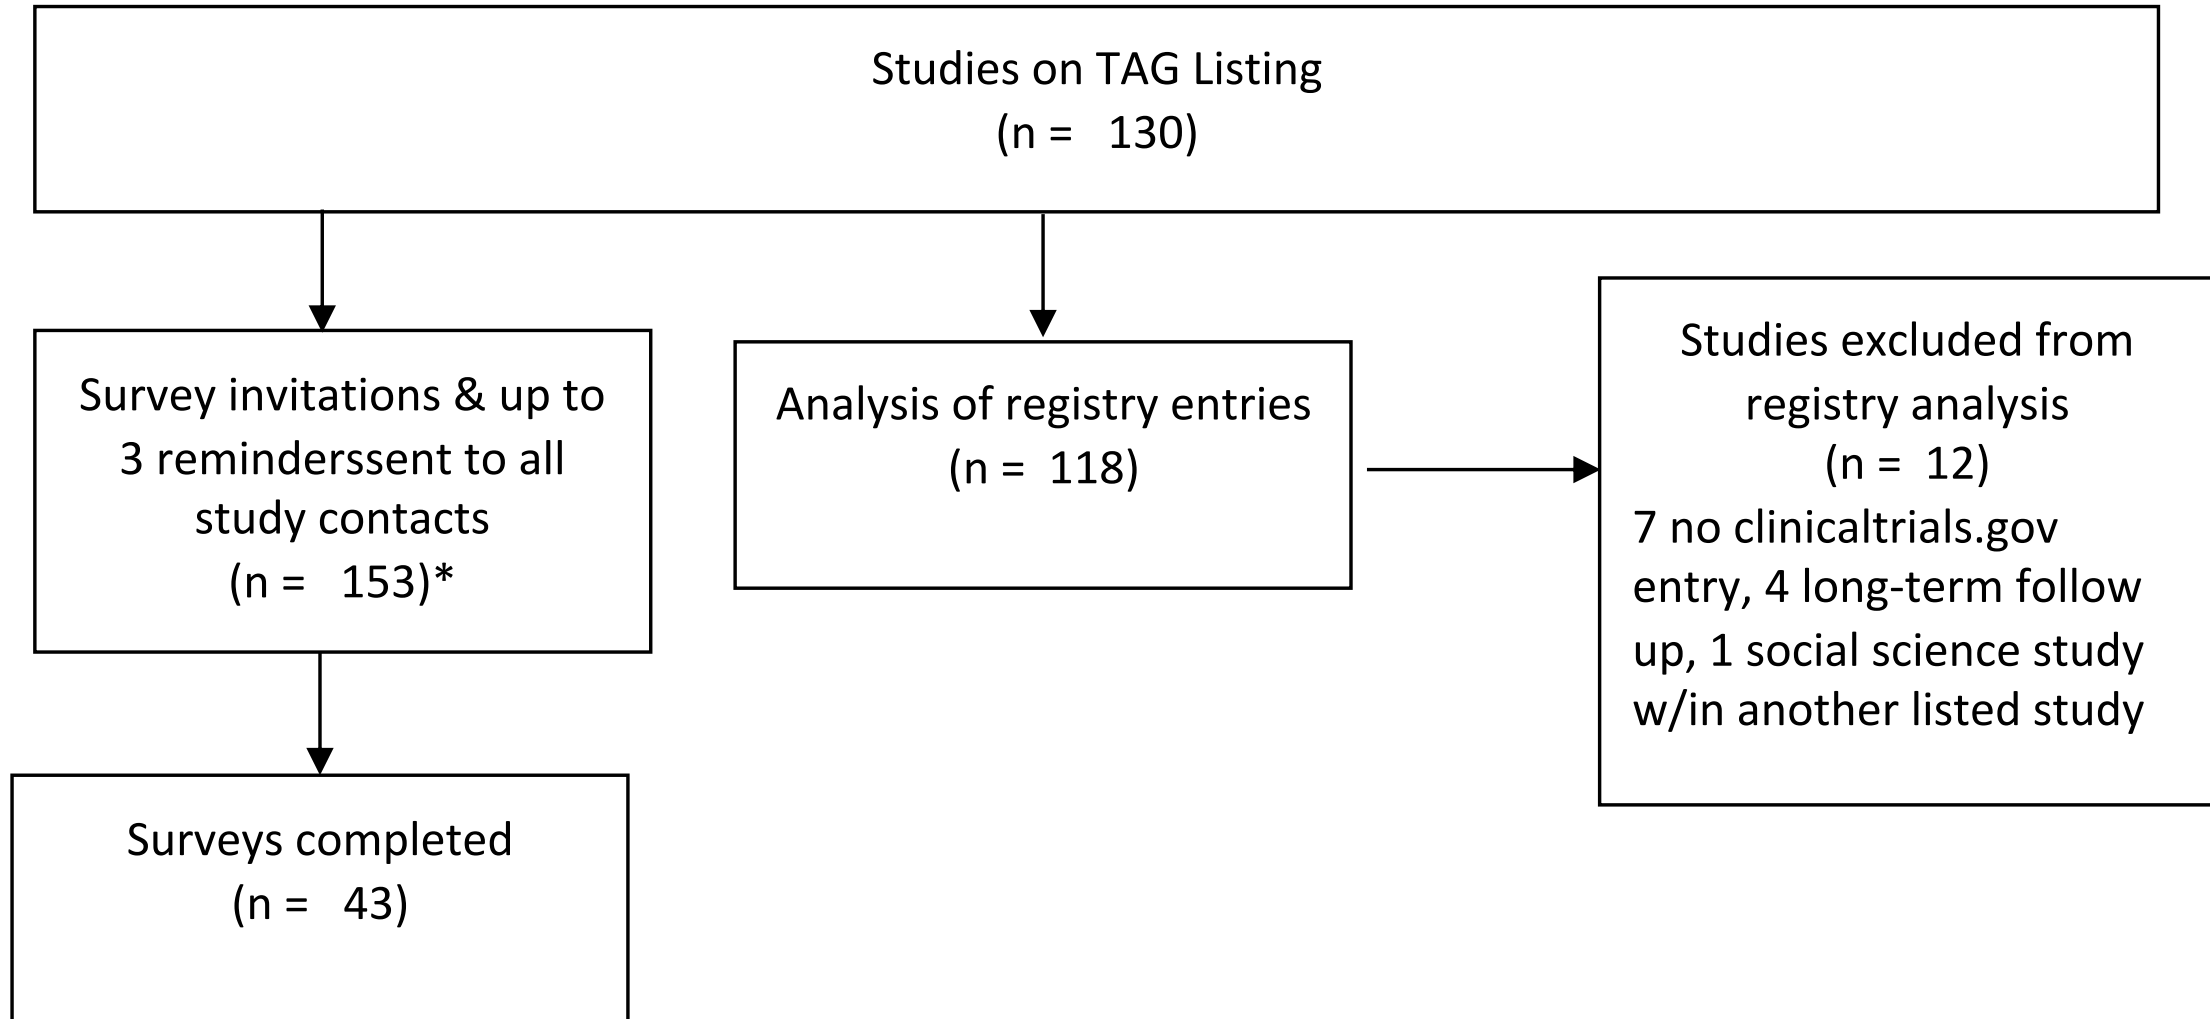 Studies on TAG Listing
(n = 130)
Survey invitations & up to
3 reminderssent to all
study contacts
(n = 153)*
Analysis of registry entries
(n = 118)
Studies excluded from
registry analysis
(n = 12)
7 no clinicaltrials.gov
entry, 4 long-term follow
up, 1 social science study
w/in another listed study
Surveys completed
(n = 43)